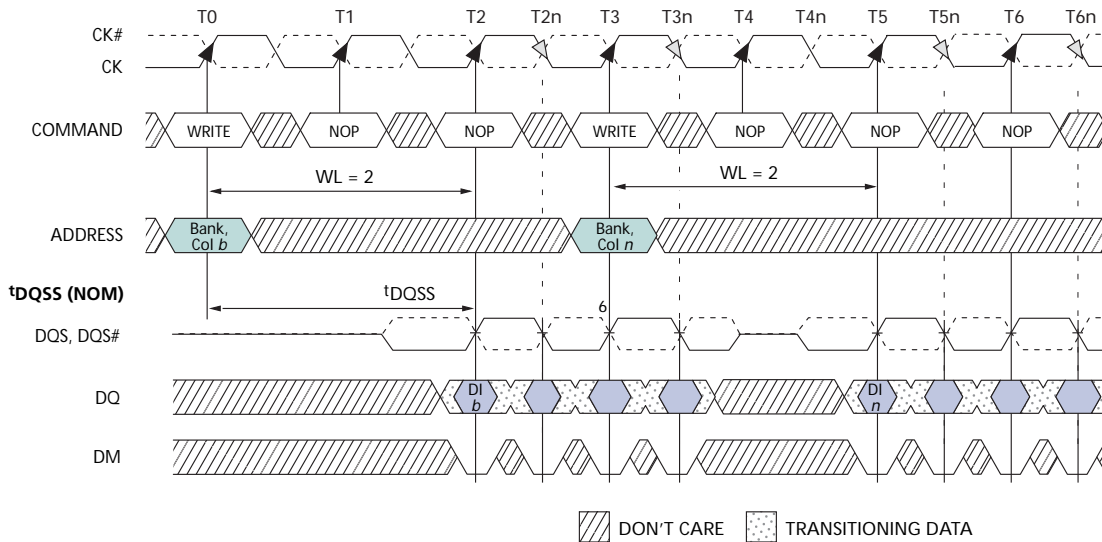 T0 T1 T2 T2n T3 T3n T4 T4n T5 T5n T6 T6n
CK#
CK
COMMAND WRITE NOP NOP WRITE NOP NOP NOP
WL = 2 WL = 2
ADDRESS Bank, Col b Bank, Col n
tDQSS (NOM) tDQSS
6
DQS, DQS#
DQ DI b DI n
DM
DON'T CARE TRANSITIONING DATA